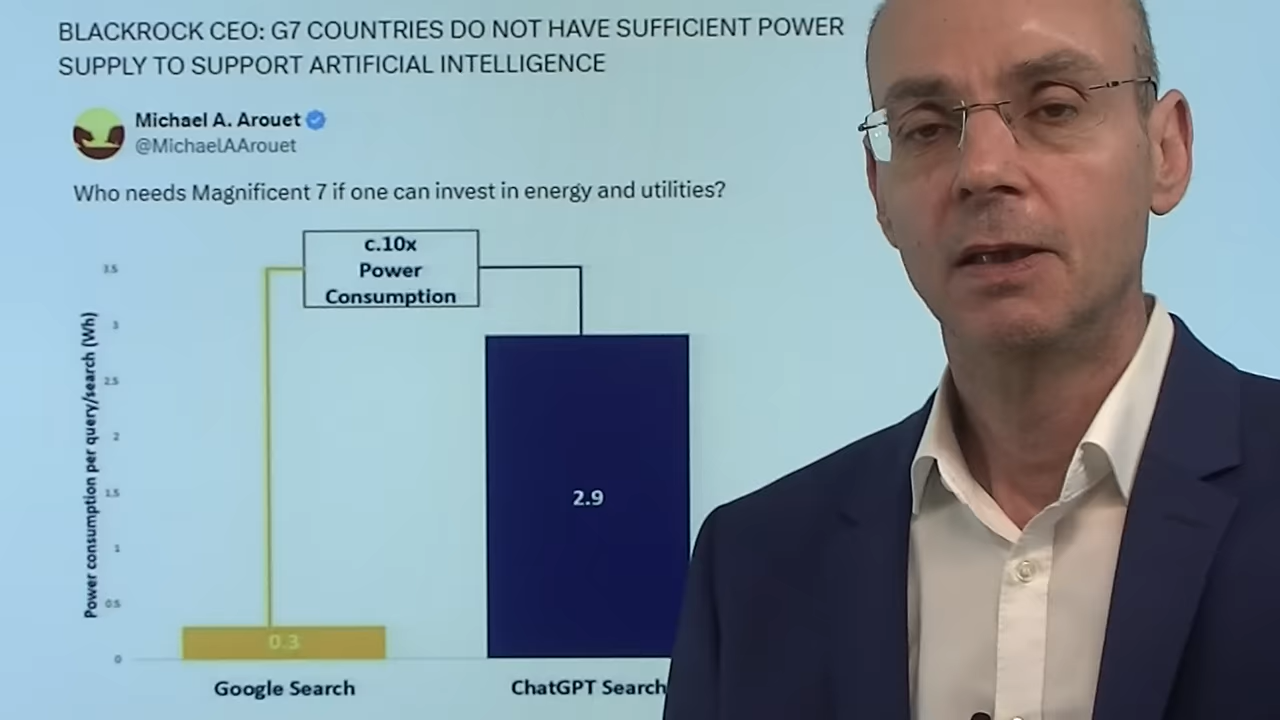 BLACKROCK CEO: G7 COUNTRIES DO NOT HAVE SUFFICIENT POWER
SUPPLY TO SUPPORT ARTIFICIAL INTELLIGENCE
Michael A. Arouet
@MichaelAArouet
Who needs Magnificent 7 if one can invest in energy and utilities?
c.10x
Power
Consumption
Power consumption per query/search (Wh)
3.5
3
2.5
2
1.5
1
0.5
0
0.3
2.9
Google Search
ChatGPT Search